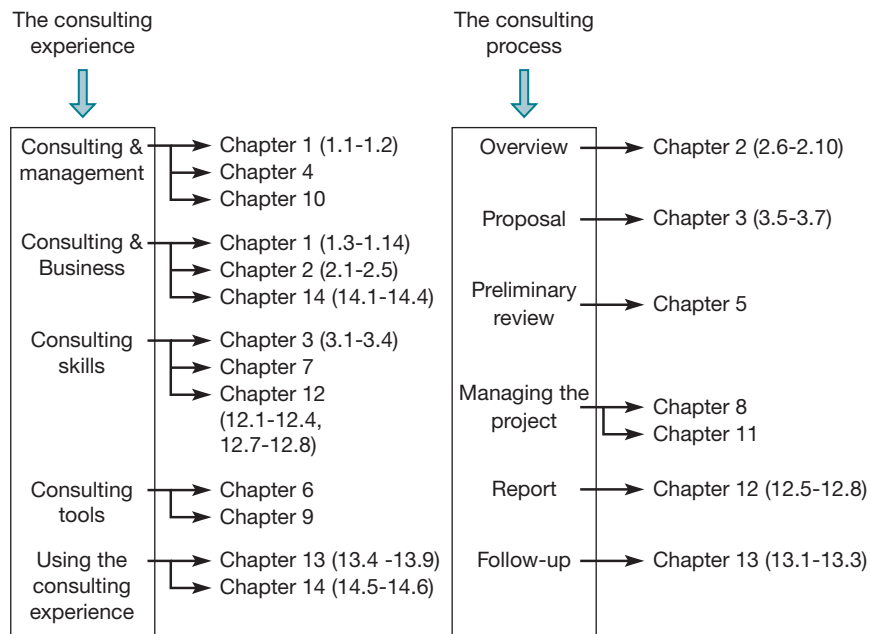 The consulting
experience
Consulting &
management
Chapter 1 (1.1-1.2)
Chapter 4
Chapter 10
Consulting &
Business
Chapter 1 (1.3-1.14)
Chapter 2 (2.1-2.5)
Chapter 14 (14.1-14.4)
Consulting
skills
Chapter 3 (3.1-3.4)
Chapter 7
Chapter 12
(12.1-12.4,
12.7-12.8)
Consulting
tools
Chapter 6
Chapter 9
Using the
consulting
experience
Chapter 13 (13.4 -13.9)
Chapter 14 (14.5-14.6)
The consulting
process
Overview
Chapter 2 (2.6-2.10)
Proposal
Chapter 3 (3.5-3.7)
Preliminary
review
Chapter 5
Managing the
project
Chapter 8
Chapter 11
Report
Chapter 12 (12.5-12.8)
Follow-up
Chapter 13 (13.1-13.3)